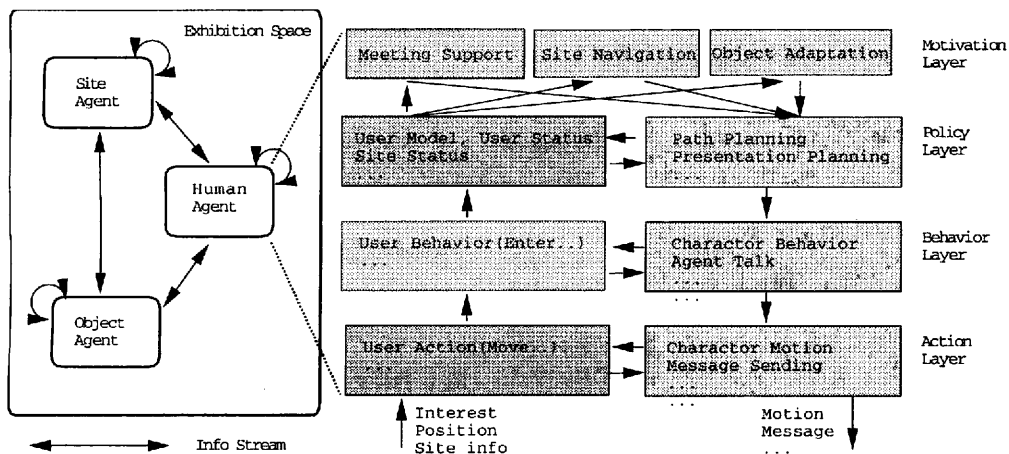 Exhibition Space
Site
Agent
Human
Agent
Object
Agent
Info Stream
Meeting Support
Site Navigation
Object Adaptation
Motivation
Layer
User Model, User Status
Site Status
...
Path Planning
Presentation Planning
...
Policy
Layer
User Behavior(Enter..)
...
Charactor Behavior
Agent Talk
...
...
Behavior
Layer
User Action(Move..)
...
Charactor Motion
Message Sending
...
...
Action
Layer
Interest
Position
Site info
Motion
Message
...